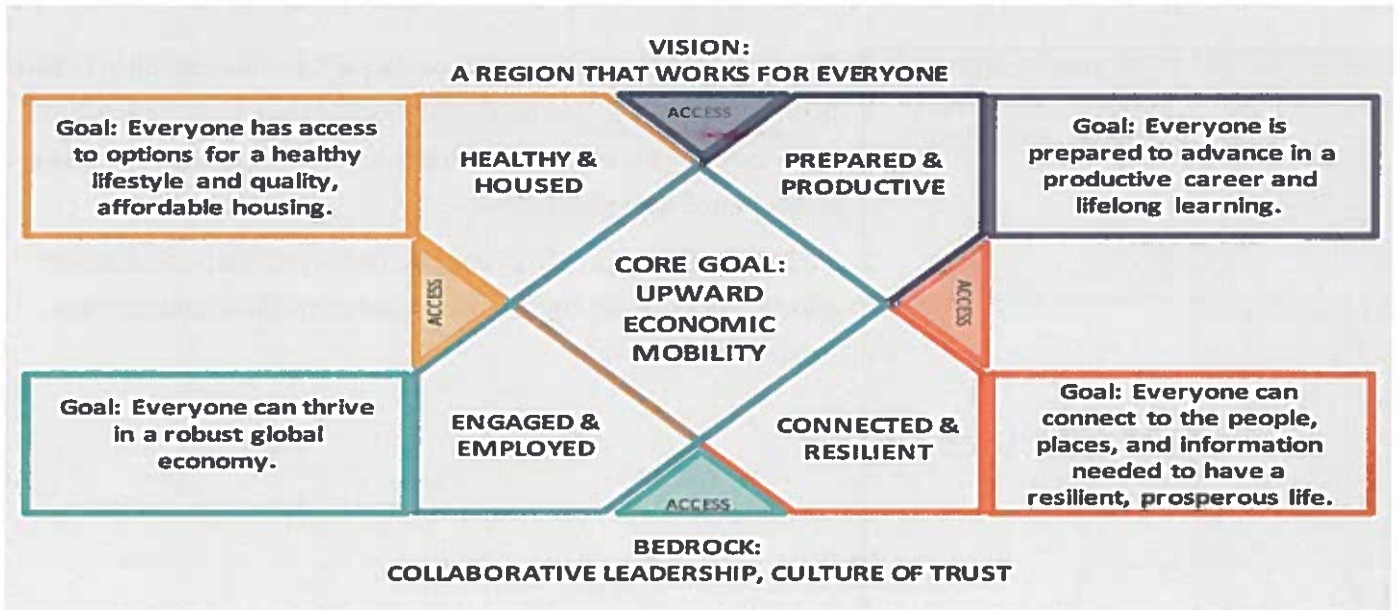 VISION:
A REGION THAT WORKS FOR EVERYONE
Goal: Everyone has access
to options for a healthy
lifestyle and quality,
affordable housing.
HEALTHY &
HOUSED
ACCESS
PREPARED &
PRODUCTIVE
Goal: Everyone is
prepared to advance in a
productive career and
lifelong learning.
ACCESS
CORE GOAL:
UPWARD
ECONOMIC
MOBILITY
ACCESS
Goal: Everyone can thrive
in a robust global
economy.
ENGAGED &
EMPLOYED
ACCESS
CONNECTED &
RESILIENT
Goal: Everyone can
connect to the people,
places, and information
needed to have a
resilient, prosperous life.
BEDROCK:
COLLABORATIVE LEADERSHIP, CULTURE OF TRUST